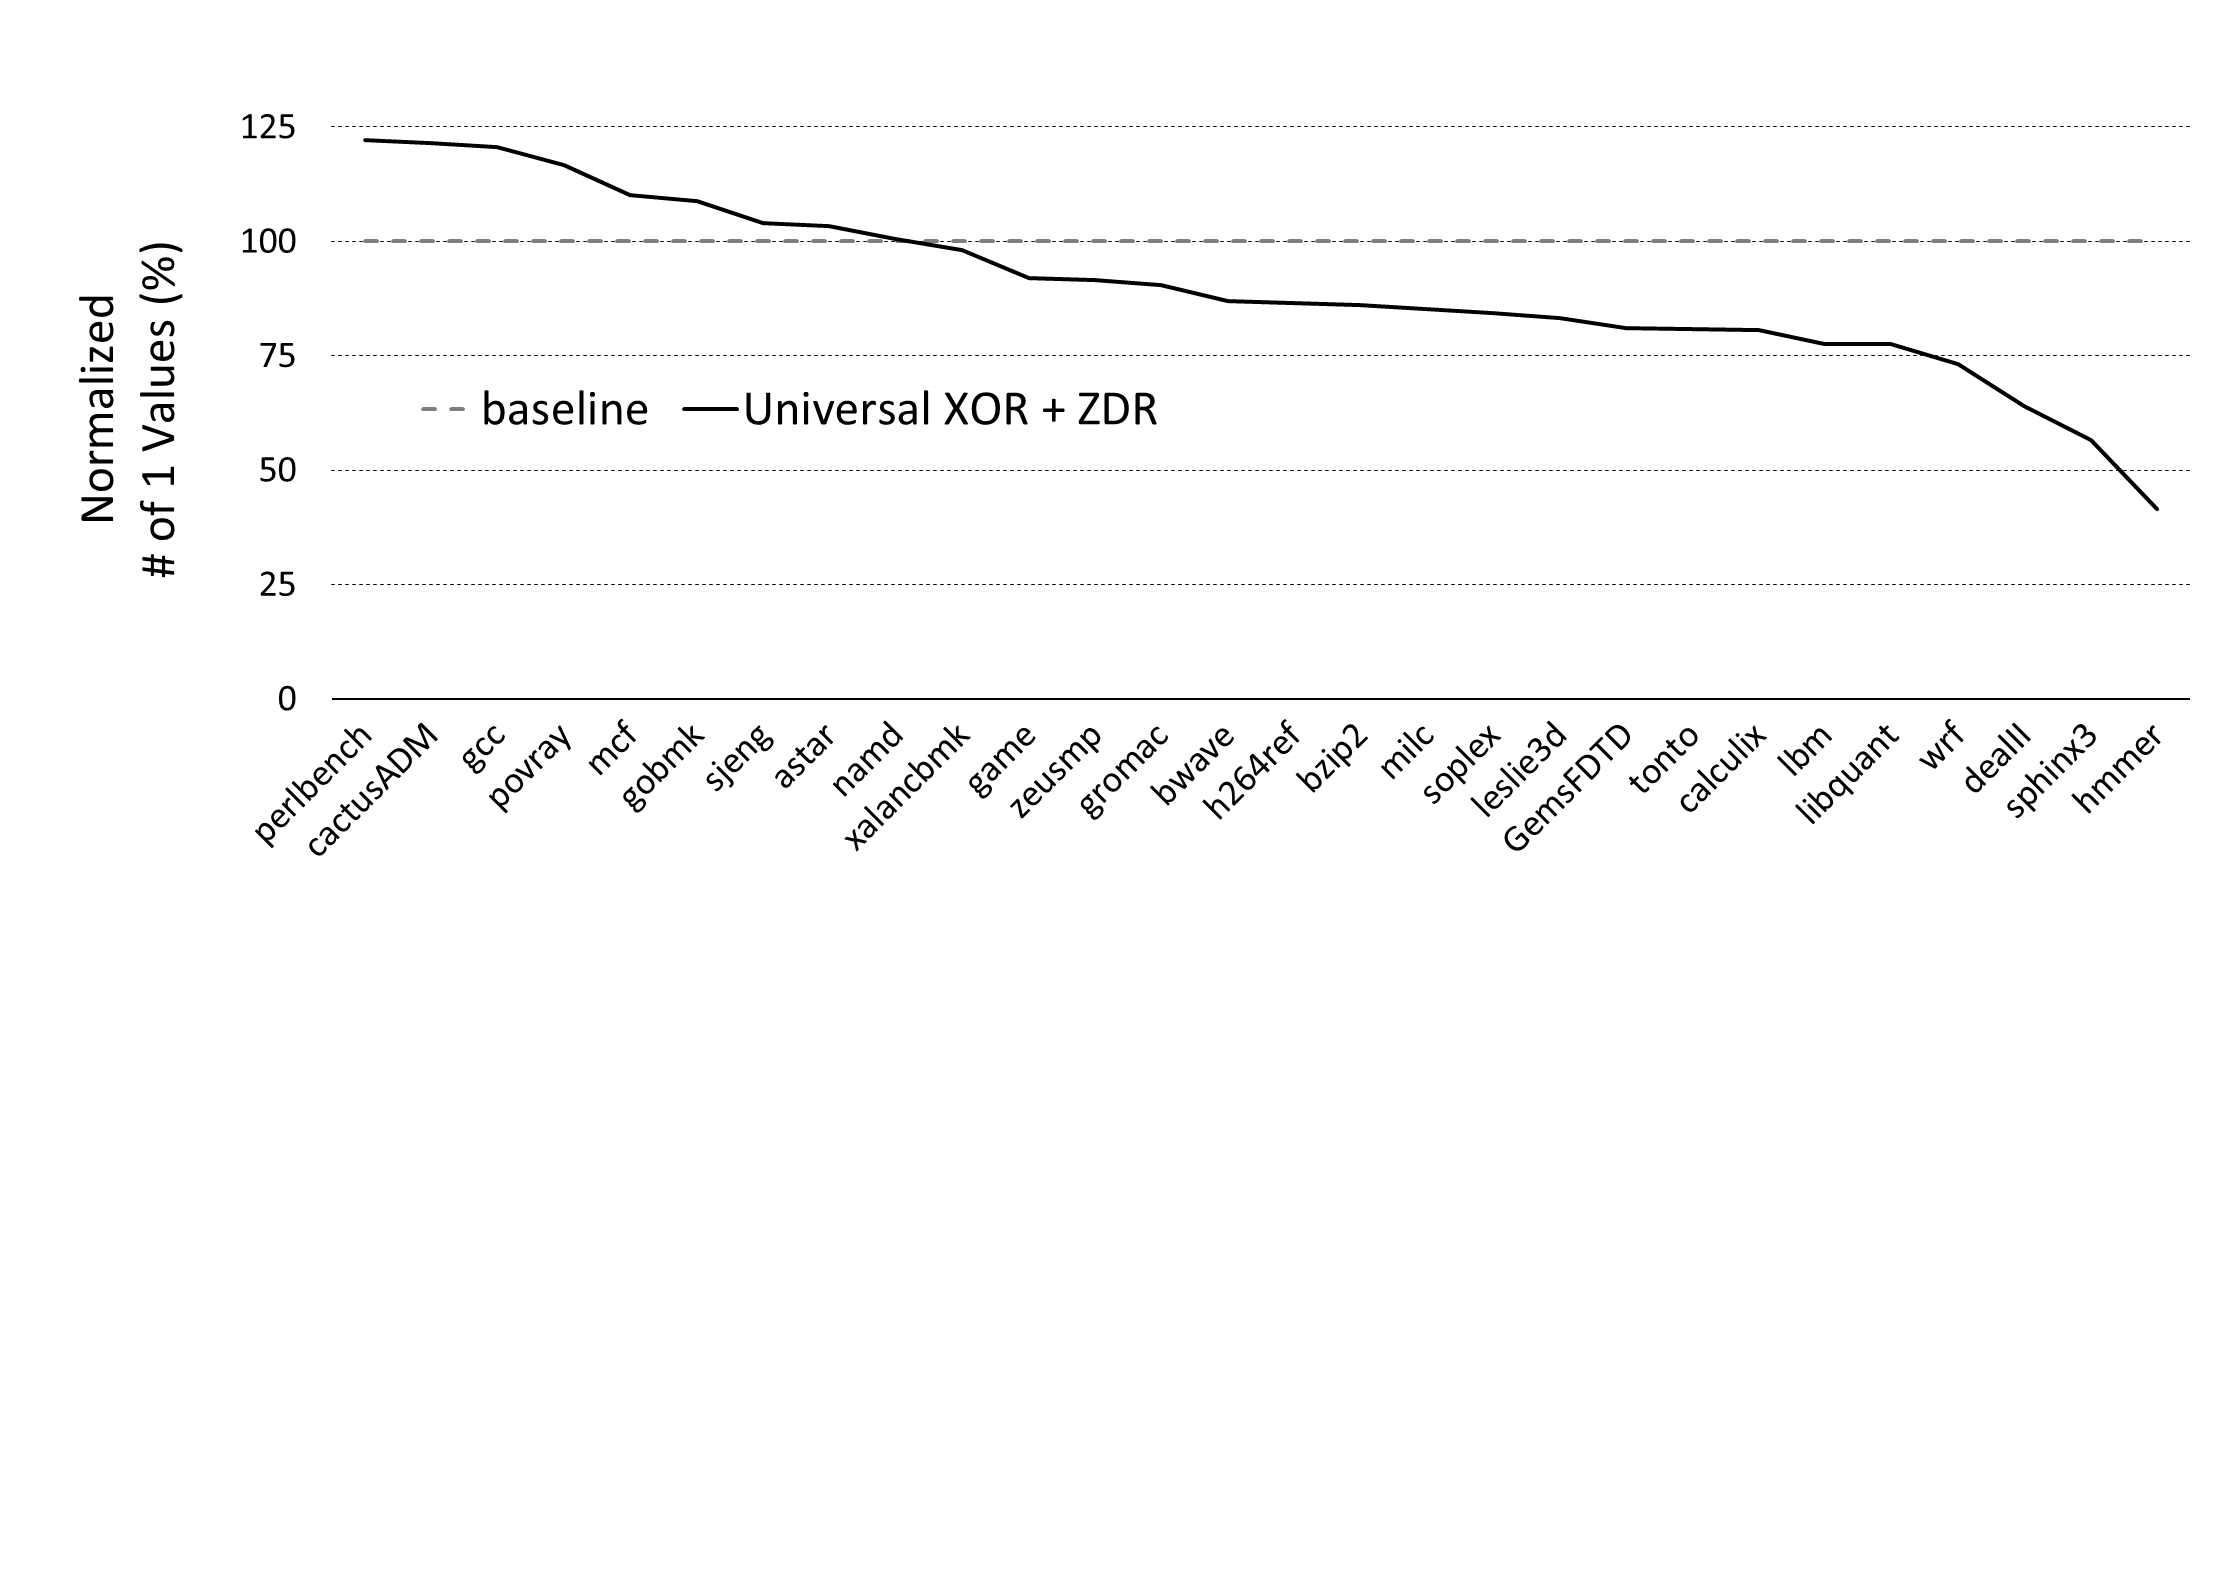 125
100
75
50
25
0
Normalized
# of 1 Values (%)
baseline
Universal XOR + ZDR
perlbench
cactusADM
gcc
povray
mcf
gobmk
sjeng
astar
namd
xalancbmk
game
zeusmp
gromac
bwave
h264ref
bzip2
milc
soplex
leslie3d
GemsFDTD
tonto
calculix
lbm
libquant
wrf
dealII
sphinx3
hmmer